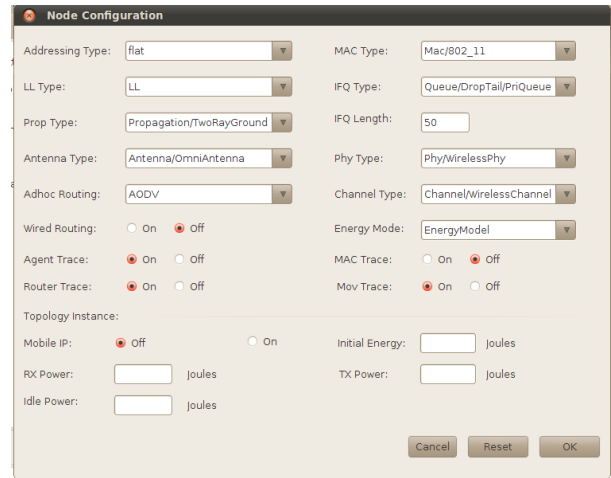 Node Configuration
Addressing Type: flat MAC Type: Mac/802_11
LL Type: LL IFQ Type: Queue/DropTail/PriQueue
Prop Type: Propagation/TwoRayGround IFQ Length: 50
Antenna Type: Antenna/OmniAntenna Phy Type: Phy/WirelessPhy
Adhoc Routing: AODV Channel Type: Channel/WirelessChannel
Wired Routing: On Off Energy Mode: EnergyModel
Agent Trace: On Off MAC Trace: On Off
Router Trace: On Off Mov Trace: On Off
Topology Instance:
Mobile IP: Off On Initial Energy: Joules
RX Power: Joules TX Power: Joules
Idle Power: Joules
Cancel Reset OK